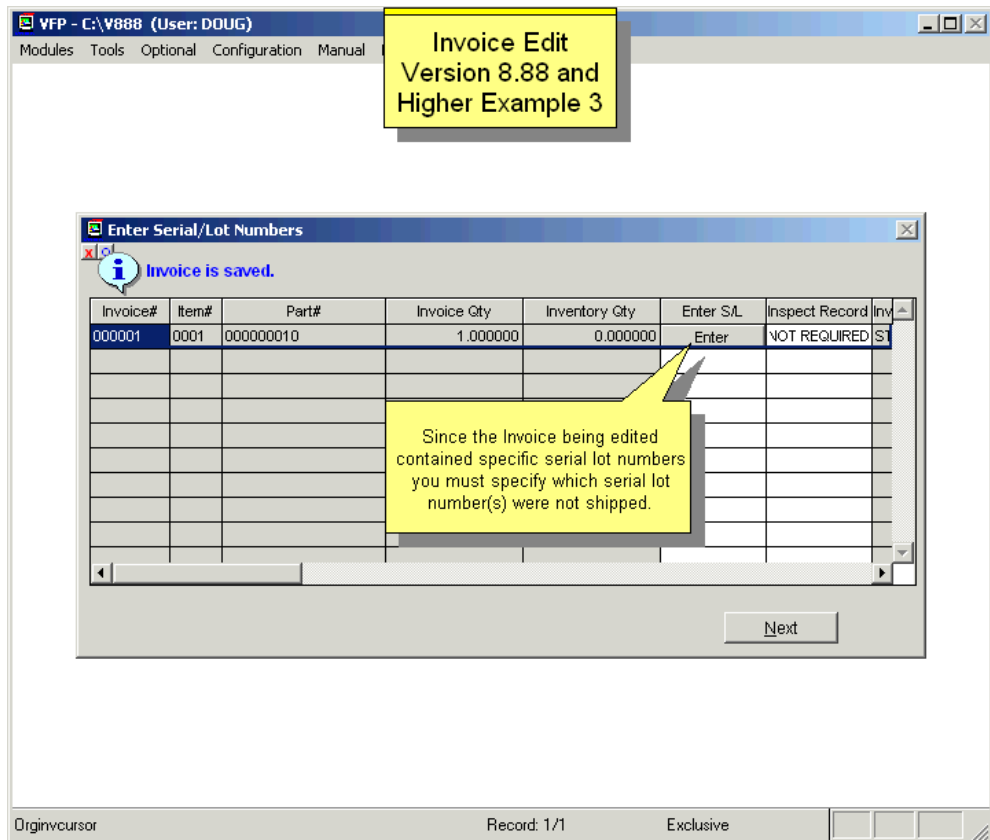 VFP - C:\V888 (User: DOUG)
Modules Tools Optional Configuration Manual
Invoice Edit
Version 8.88 and
Higher Example 3
Enter Serial/Lot Numbers
Invoice is saved.
Invoice# Item# Part# Invoice Qty Inventory Qty Enter S/L Inspect Record Inv
000001 0001 000000010 1.000000 0.000000 Enter NOT REQUIRED ST
Since the Invoice being edited
contained specific serial lot numbers
you must specify which serial lot
number(s) were not shipped.
Next
Orginvcursor Record: 1/1 Exclusive